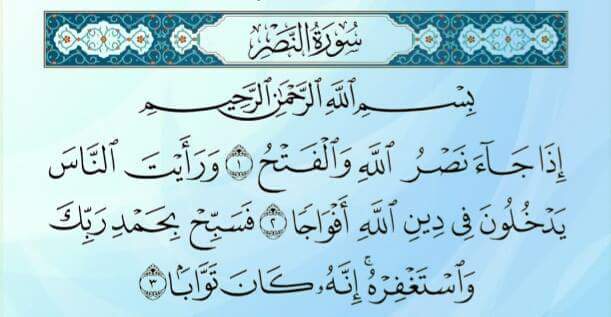 سُورَةُ النَّصْرِ
بِسْمِ ٱللَّهِ ٱلرَّحْمَٰنِ ٱلرَّحِيمِ
إِذَا جَآءَ نَصْرُ ٱللَّهِ وَٱلْفَتْحُ ١ وَرَأَيْتَ ٱلنَّاسَ
يَدْخُلُونَ فِى دِينِ ٱللَّهِ أَفْوَاجًا ٢ فَسَبِّحْ بِحَمْدِ رَبِّكَ
وَٱسْتَغْفِرْهُ ۚ إِنَّهُۥ كَانَ تَوَّابًۢا ٣